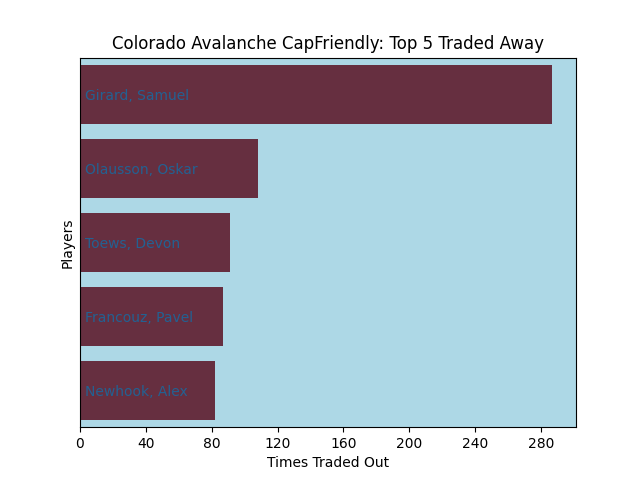 Colorado Avalanche CapFriendly: Top 5 Traded Away
Players
Girard, Samuel
Olausson, Oskar
Toews, Devon
Francouz, Pavel
Newhook, Alex
0 40 80 120 160 200 240 280
Times Traded Out